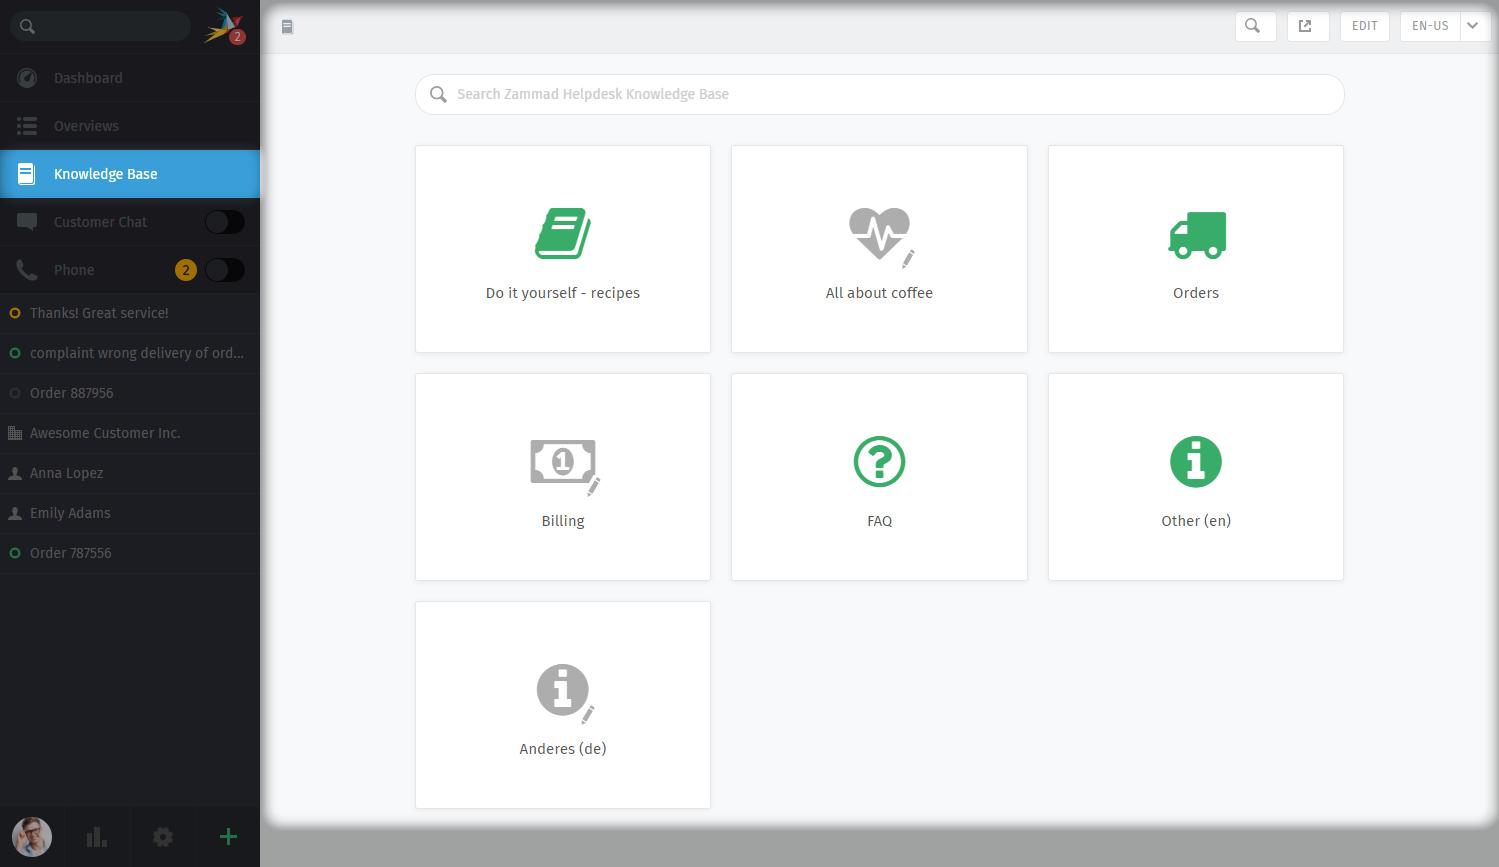 2
Dashboard
Overviews
Knowledge Base
Customer Chat
Phone 2
Thanks! Great service!
complaint wrong delivery of ord...
Order 887956
Awesome Customer Inc.
Anna Lopez
Emily Adams
Order 787556
EDIT EN-US
Search Zammad Helpdesk Knowledge Base
Do it yourself - recipes
All about coffee
Orders
1
Billing
FAQ
Other (en)
Anderes (de)